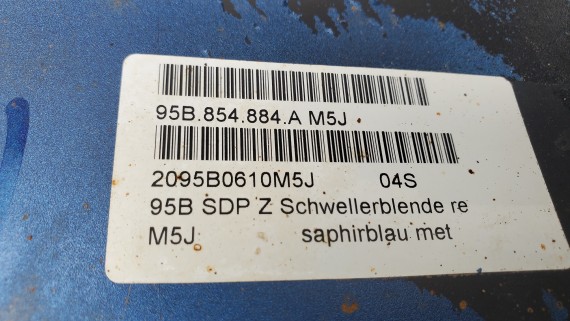 95B.854.884.A M5J
2095B0610M5J 04S
95B SDP Z Schwellerblende re
M5J saphirblau met